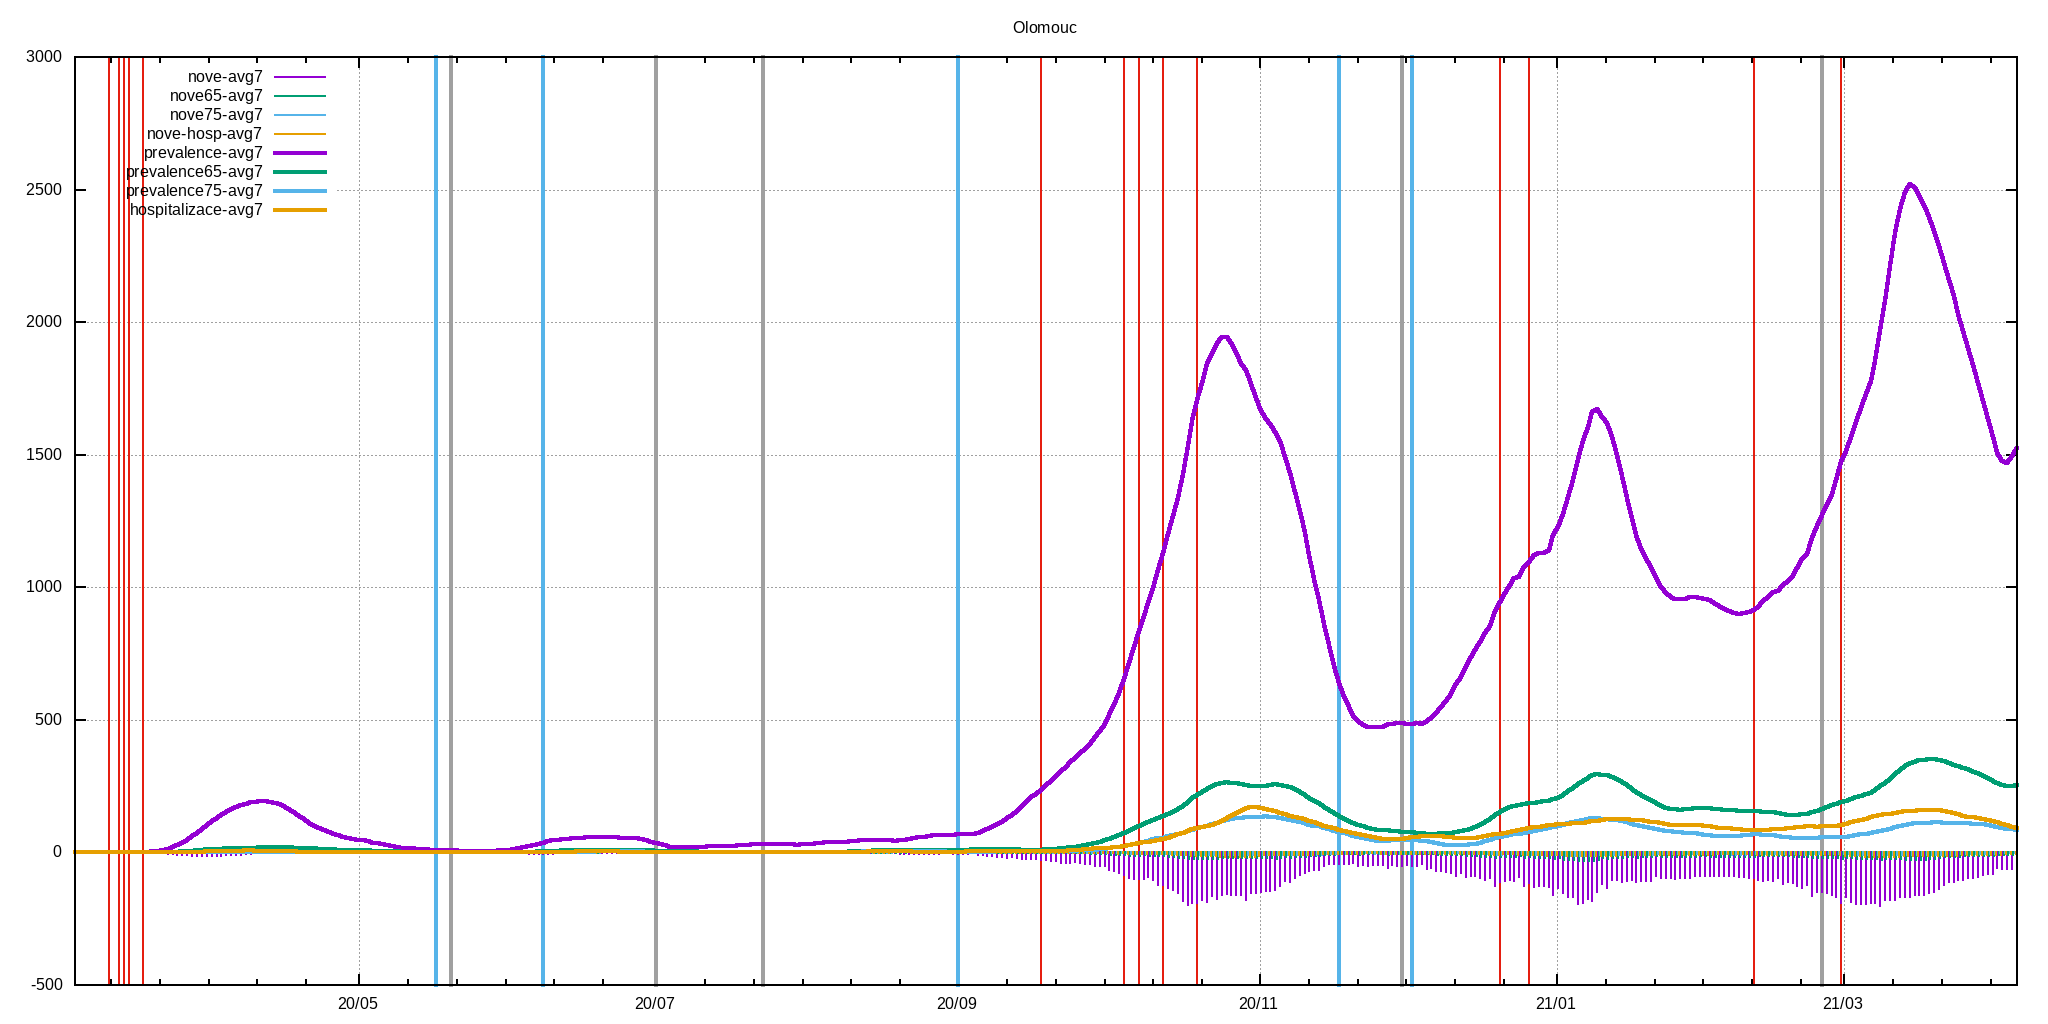 Olomouc
3000
2500
2000
1500
1000
500
0
-500
nove-avg7
nove65-avg7
nove75-avg7
nove-hosp-avg7
prevalence-avg7
prevalence65-avg7
prevalence75-avg7
hospitalizace-avg7
20/05 20/07 20/09 20/11 21/01 21/03